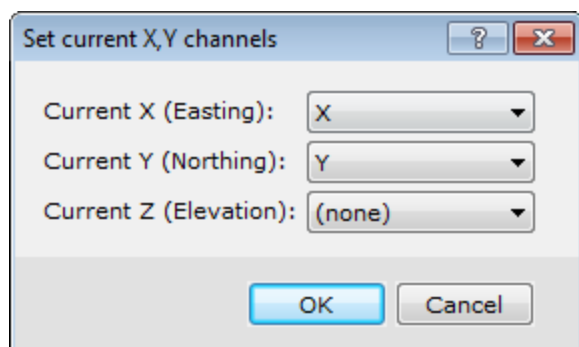 Set current X,Y channels ?
Current X (Easting): X
Current Y (Northing): Y
Current Z (Elevation): (none)
OK Cancel